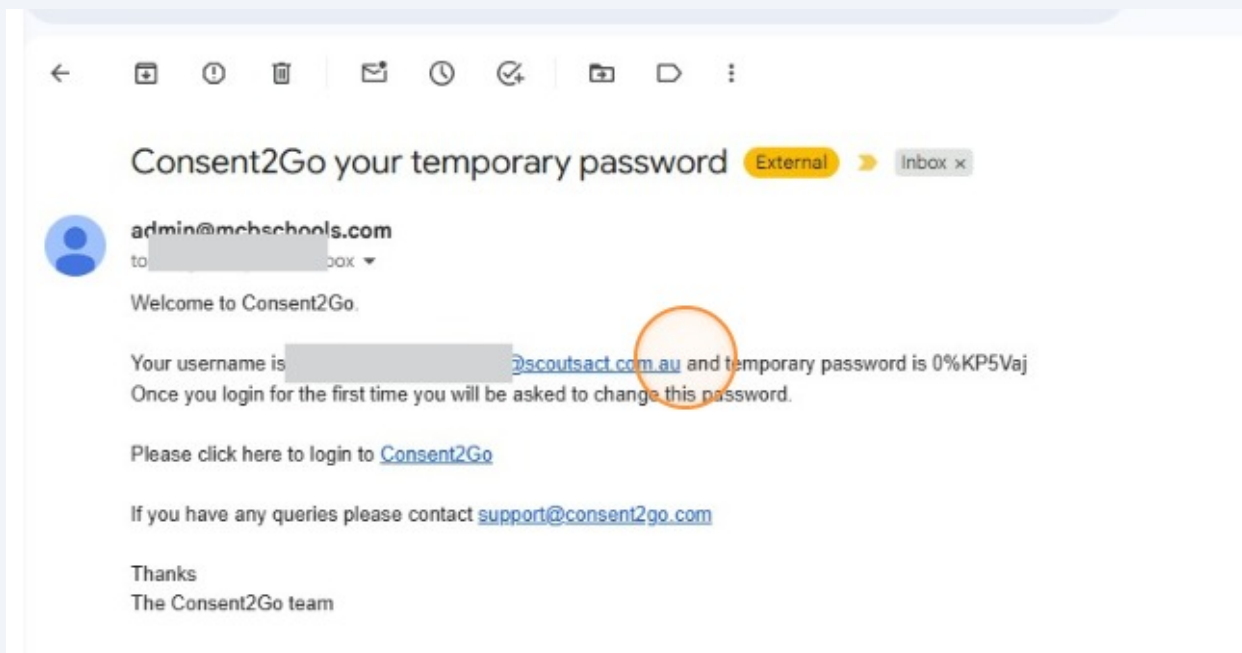 Consent2Go your temporary password External Inbox x
admin@mcbschools.com
to box
Welcome to Consent2Go.
Your username is @scoutsact.com.au and temporary password is 0%KP5Vaj
Once you login for the first time you will be asked to change this password.
Please click here to login to Consent2Go
If you have any queries please contact support@consent2go.com
Thanks
The Consent2Go team